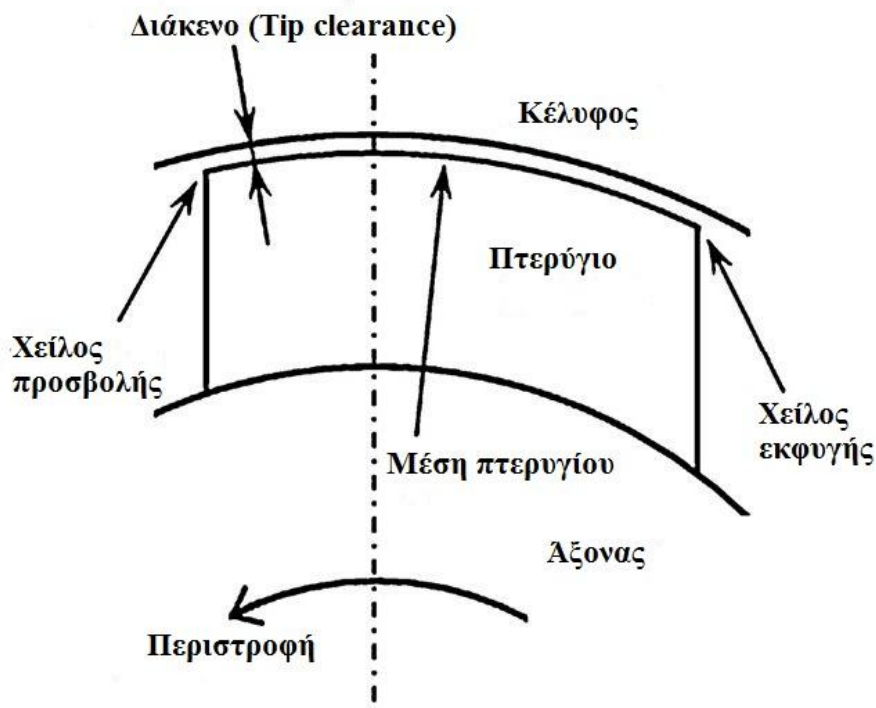 Διάκενο (Tip clearance)
Κέλυφος
Πτερύγιο
Χείλος
προσβολής
Χείλος
εκφυγής
Μέση πτερυγίου
Άξονας
Περιστροφή